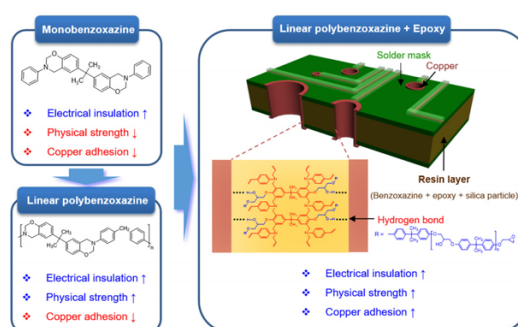 Monobenzoxazine
❖ Electrical insulation ↑
❖ Physical strength ↓
❖ Copper adhesion ↓
Linear polybenzoxazine
❖ Electrical insulation ↑
❖ Physical strength ↑
❖ Copper adhesion ↓
Linear polybenzoxazine + Epoxy
Solder mask
Copper
Resin layer
(Benzoxazine + epoxy + silica particle)
Hydrogen bond
R =
❖ Electrical insulation ↑
❖ Physical strength ↑
❖ Copper adhesion ↑